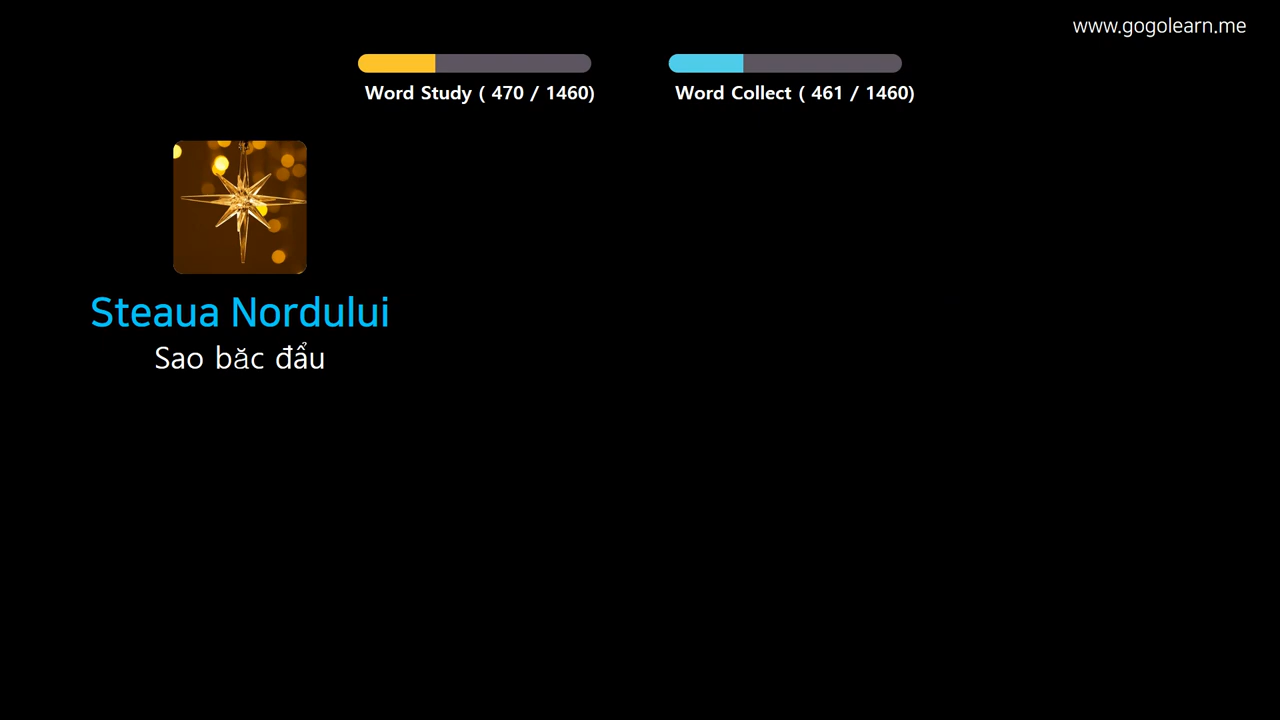 www.gogolearn.me
Word Study ( 470 / 1460)
Word Collect ( 461 / 1460)
Steaua Nordului
Sao băc đẩu